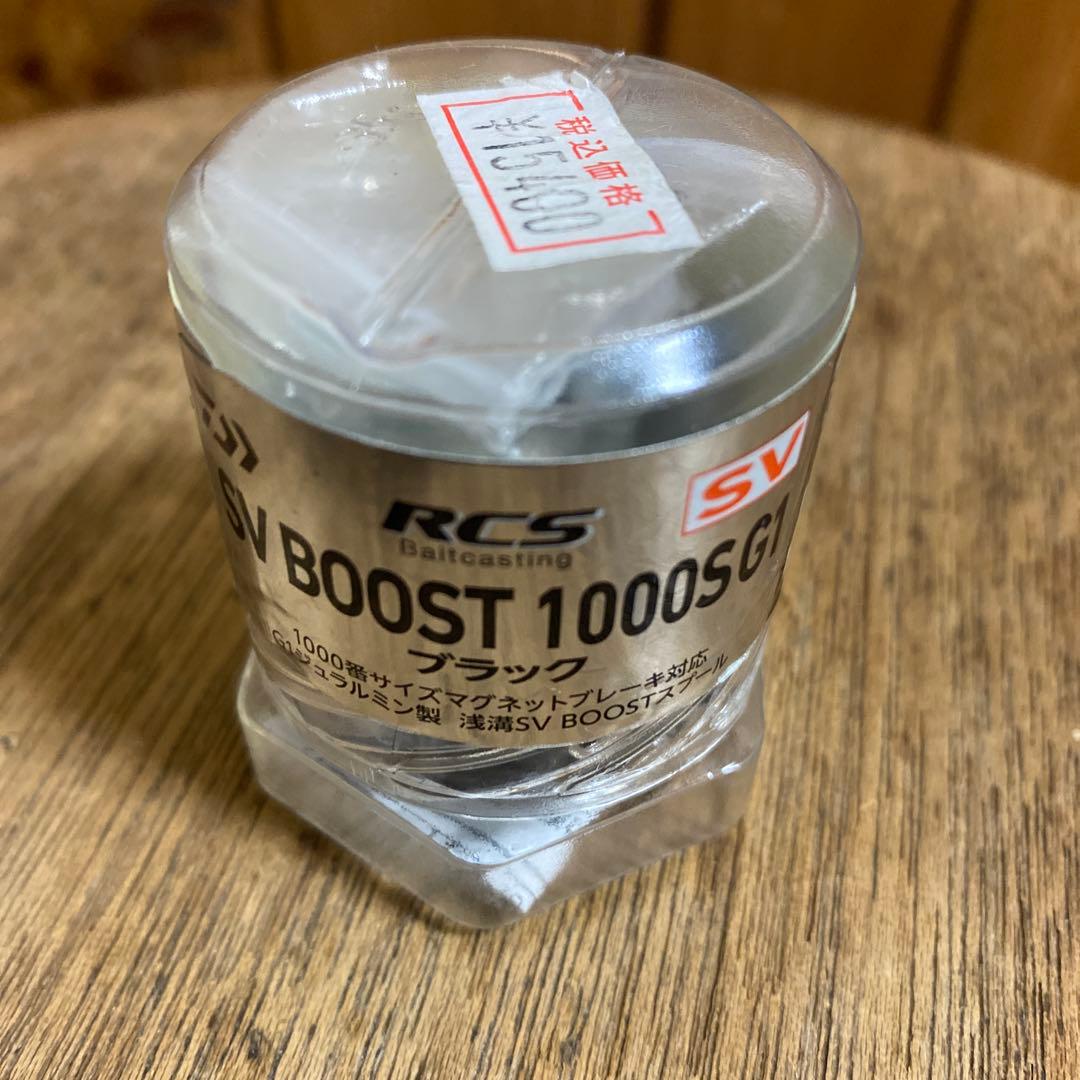 税込価格
¥15400
SV
RCS
Baitcasting
SV BOOST 1000S G1
ブラック
1000番サイズマグネットブレーキ対応
G1ジュラルミン製 浅溝SV BOOSTスプール